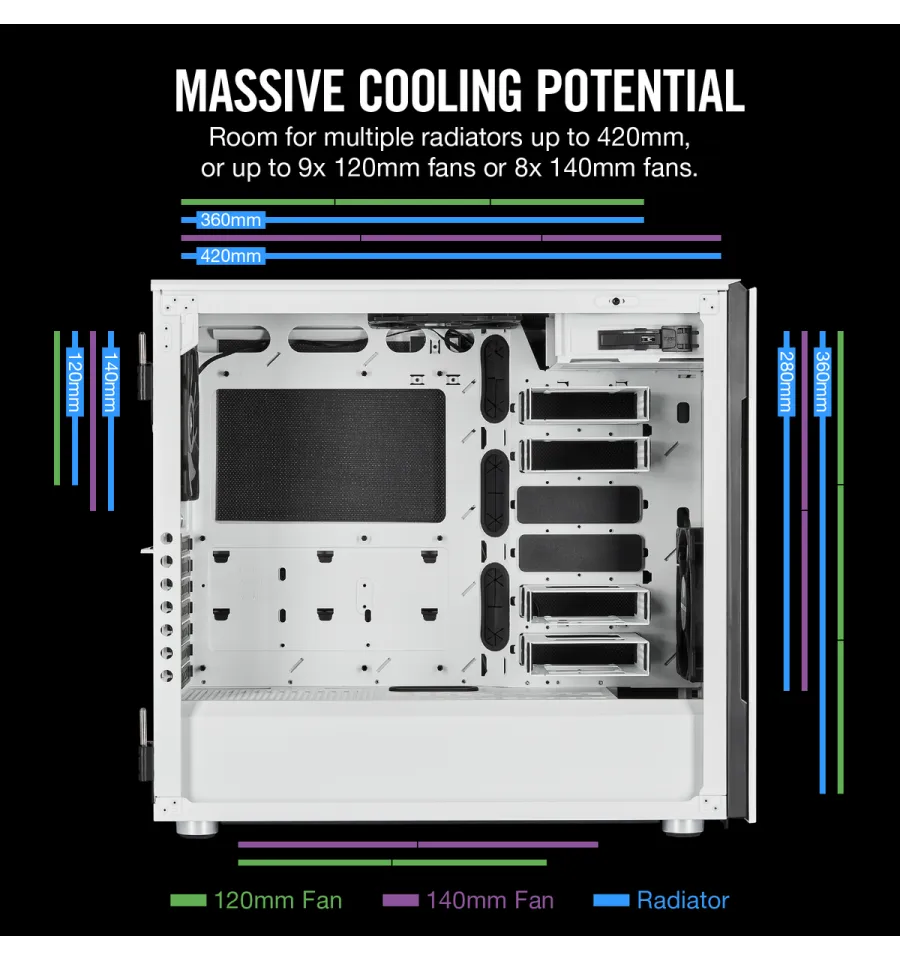 MASSIVE COOLING POTENTIAL
Room for multiple radiators up to 420mm,
or up to 9x 120mm fans or 8x 140mm fans.
360mm
420mm
120mm
140mm
280mm
360mm
120mm Fan
140mm Fan
Radiator